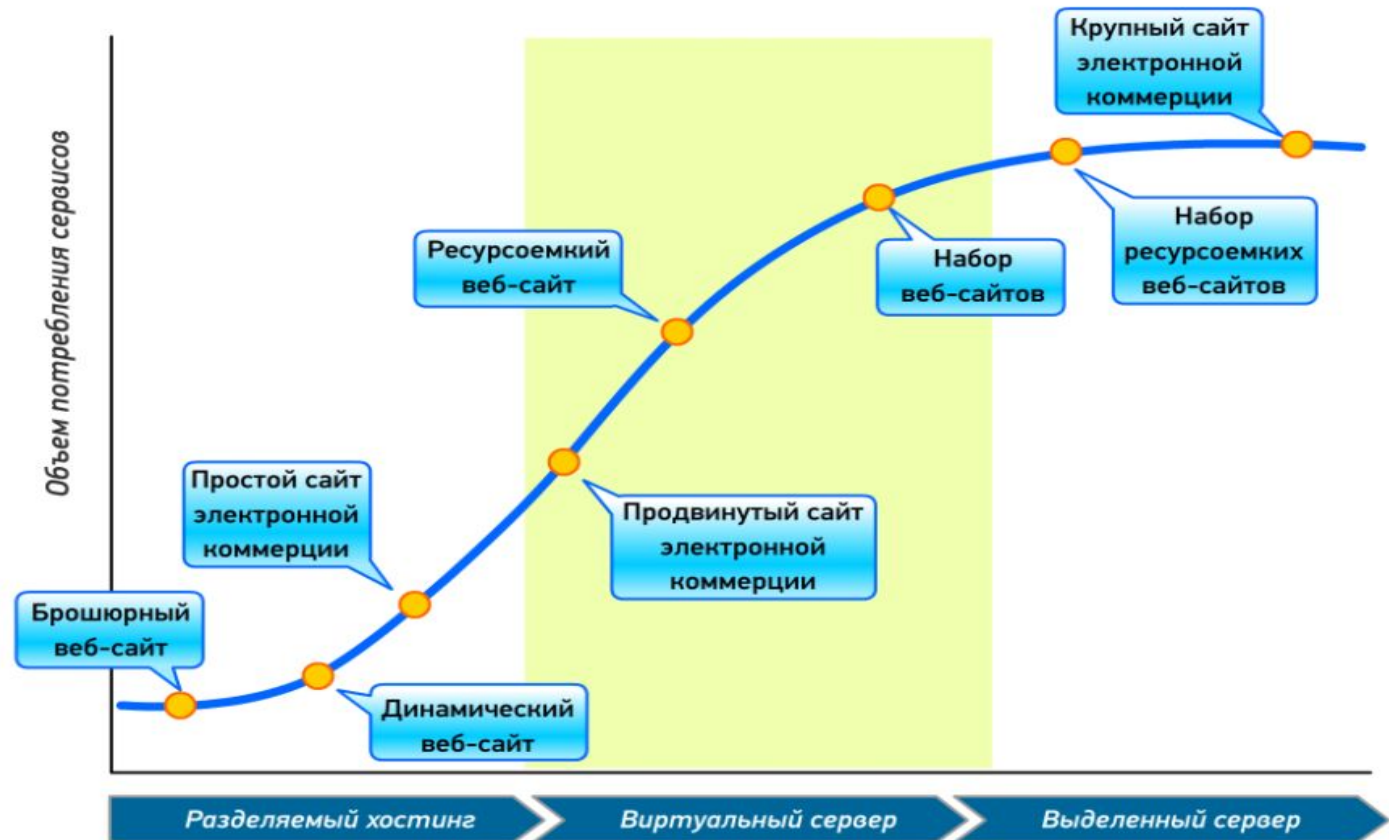 Крупный сайт
электронной
коммерции
Объем потребления сервисов
Ресурсоемкий
веб-сайт
Набор
веб-сайтов
Набор
ресурсоемких
веб-сайтов
Простой сайт
электронной
коммерции
Продвинутый сайт
электронной
коммерции
Брошюрный
веб-сайт
Динамический
веб-сайт
Разделяемый хостинг
Виртуальный сервер
Выделенный сервер